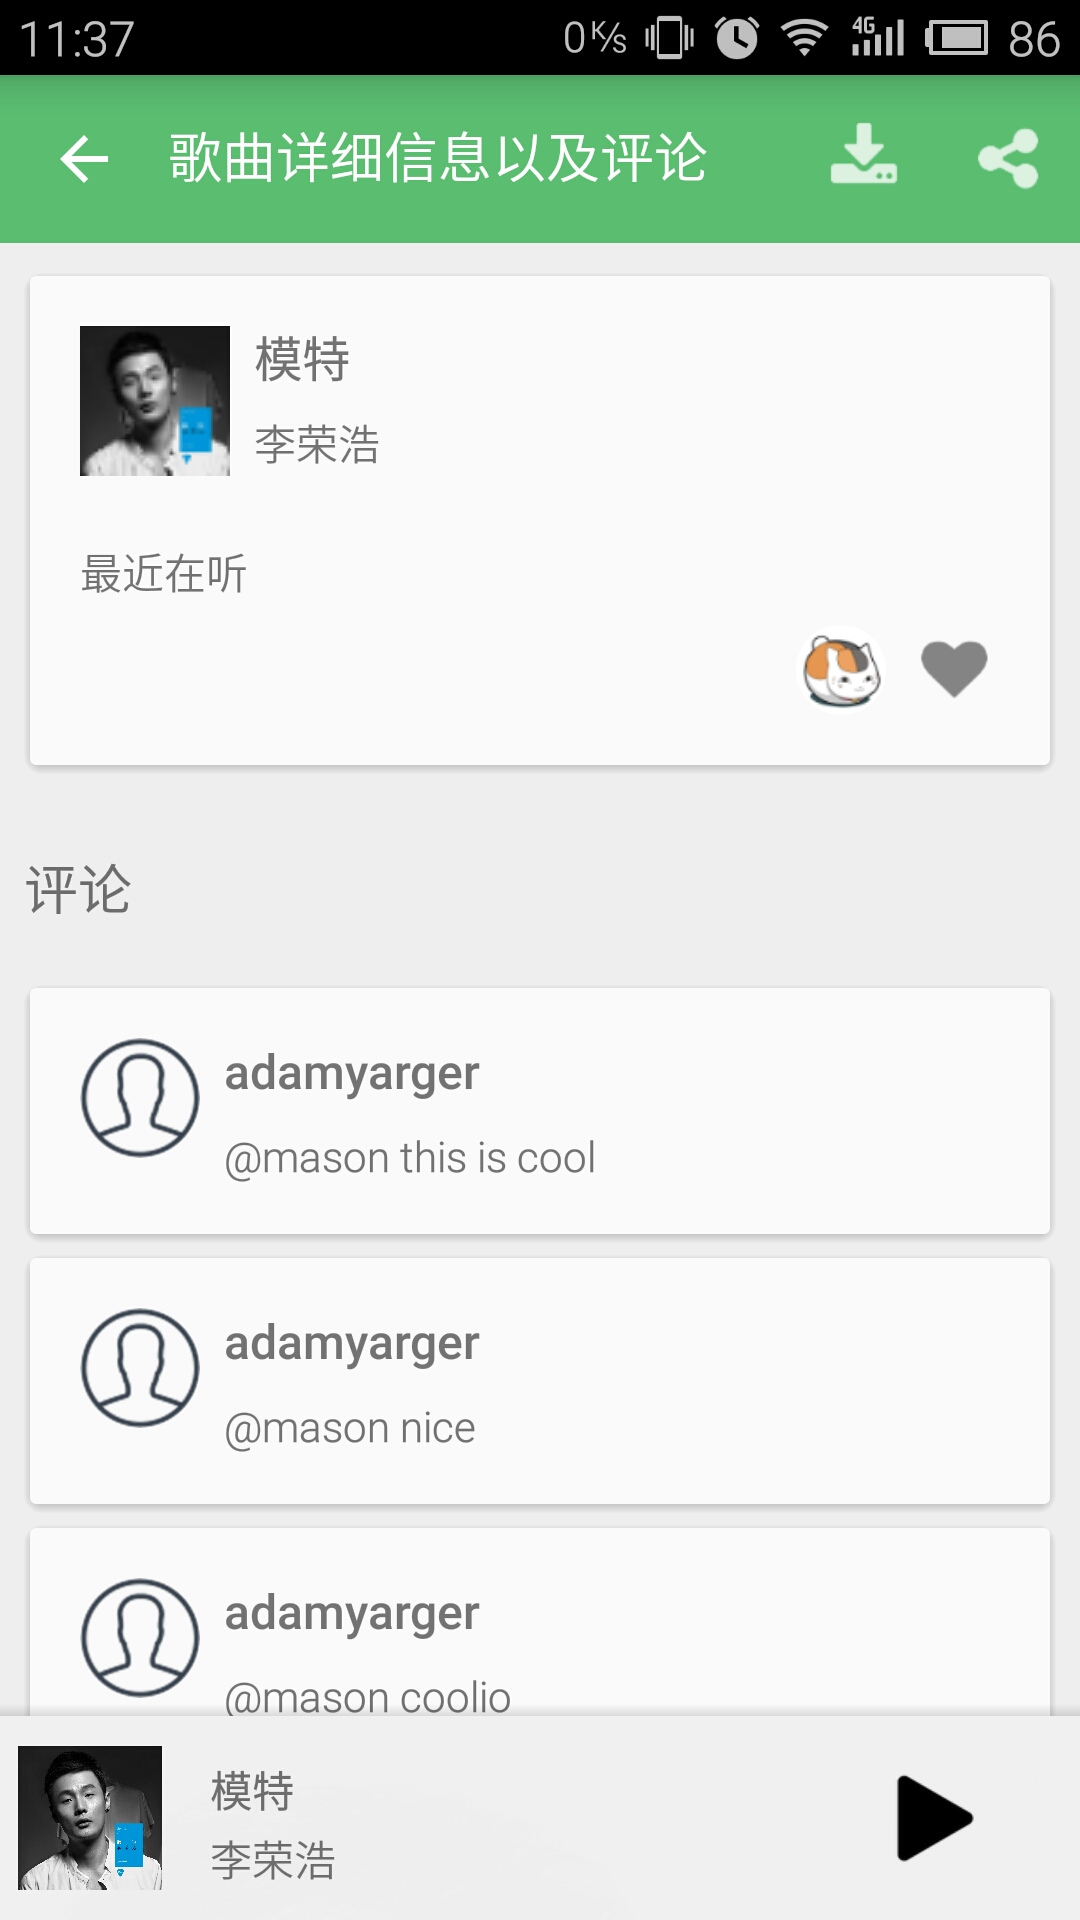 11:37 0K/s 4G 86
歌曲详细信息以及评论
模特
李荣浩
最近在听
评论
adamyarger
@mason this is cool
adamyarger
@mason nice
adamyarger
@mason coolio
模特
李荣浩